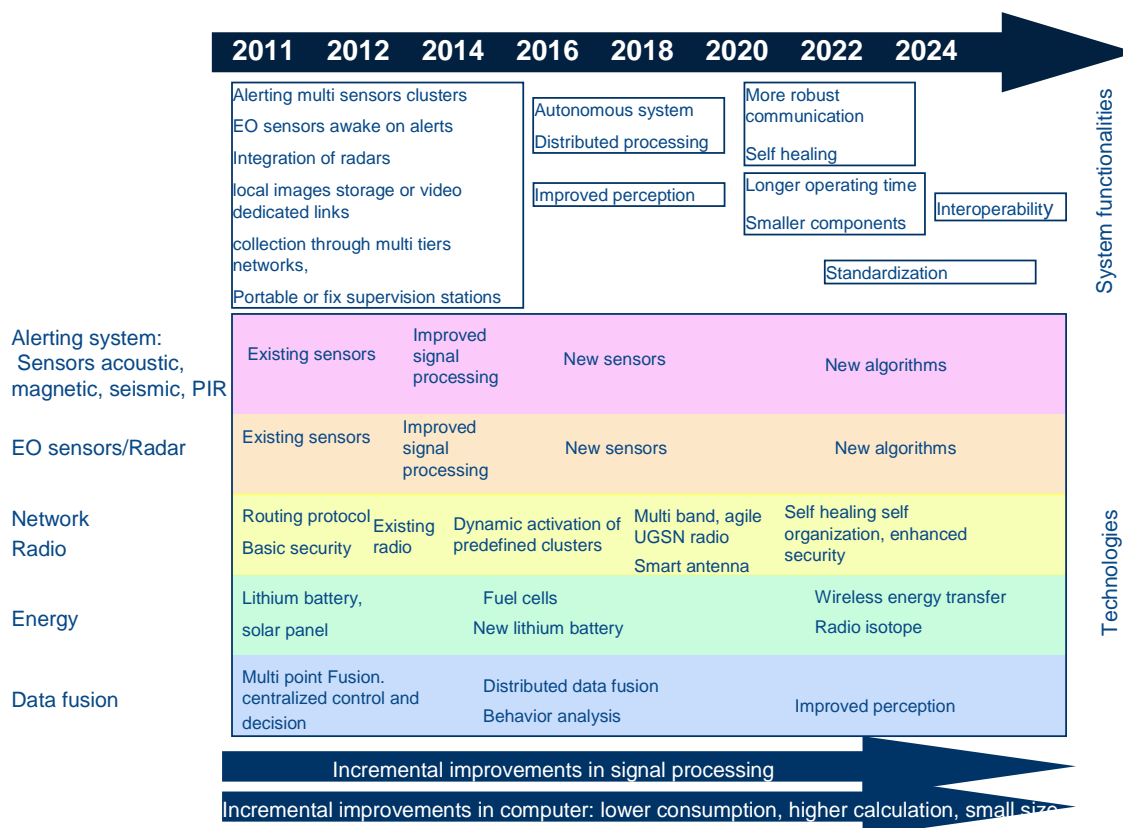 2011 2012 2014 2016 2018 2020 2022 2024
Alerting multi sensors clusters
EO sensors awake on alerts
Integration of radars
local images storage or video
dedicated links
collection through multi tiers
networks,
Portable or fix supervision stations
Autonomous system
Distributed processing
Improved perception
More robust
communication
Self healing
Longer operating time
Smaller components
Interoperability
Standardization
System functionalities
Alerting system:
Sensors acoustic,
magnetic, seismic, PIR
Existing sensors
Improved
signal
processing
New sensors
New algorithms
EO sensors/Radar
Existing sensors
Improved
signal
processing
New sensors
New algorithms
Network
Radio
Routing protocol
Basic security
Existing
radio
Dynamic activation of
predefined clusters
Multi band, agile
UGSN radio
Smart antenna
Self healing self
organization, enhanced
security
Energy
Lithium battery,
solar panel
Fuel cells
New lithium battery
Wireless energy transfer
Radio isotope
Data fusion
Multi point Fusion.
centralized control and
decision
Distributed data fusion
Behavior analysis
Improved perception
Technologies
Incremental improvements in signal processing
Incremental improvements in computer: lower consumption, higher calculation, small size